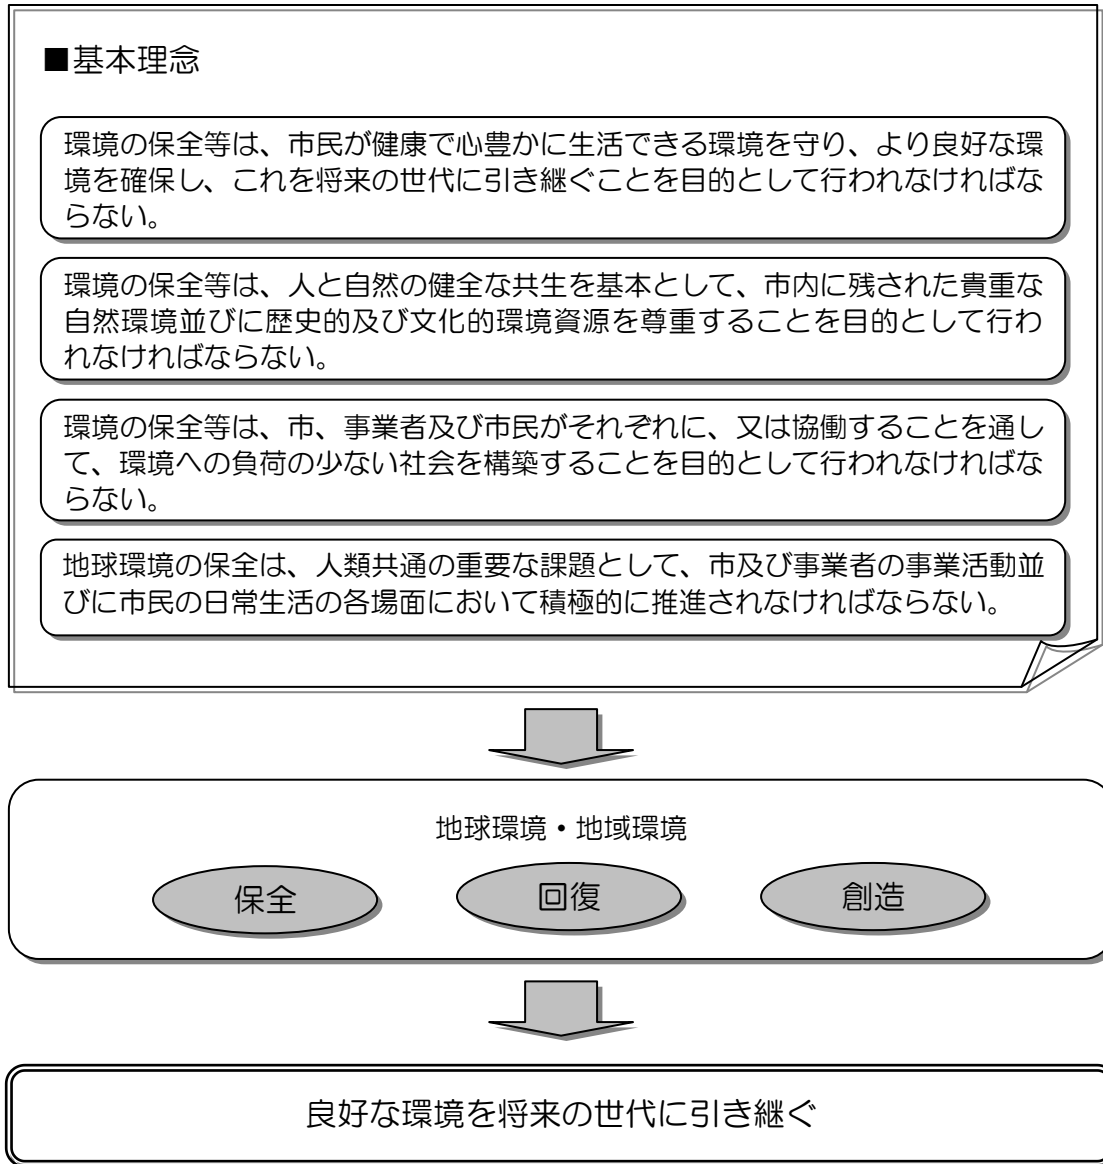 ■基本理念
環境の保全等は、市民が健康で心豊かに生活できる環境を守り、より良好な環
境を確保し、これを将来の世代に引き継ぐことを目的として行われなければな
らない。
環境の保全等は、人と自然の健全な共生を基本として、市内に残された貴重な
自然環境並びに歴史的及び文化的環境資源を尊重することを目的として行わ
れなければならない。
環境の保全等は、市、事業者及び市民がそれぞれに、又は協働することを通し
て、環境への負荷の少ない社会を構築することを目的として行われなければな
らない。
地球環境の保全は、人類共通の重要な課題として、市及び事業者の事業活動並
びに市民の日常生活の各場面において積極的に推進されなければならない。
地球環境・地域環境
保全 回復 創造
良好な環境を将来の世代に引き継ぐ